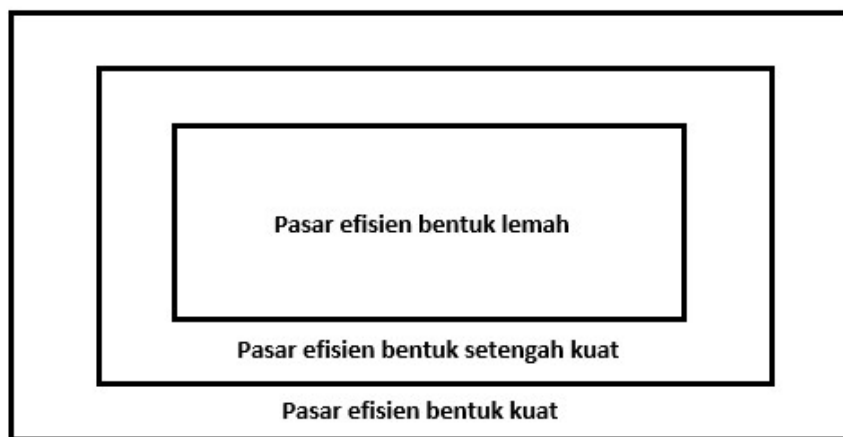 Pasar efisien bentuk lemah
Pasar efisien bentuk setengah kuat
Pasar efisien bentuk kuat